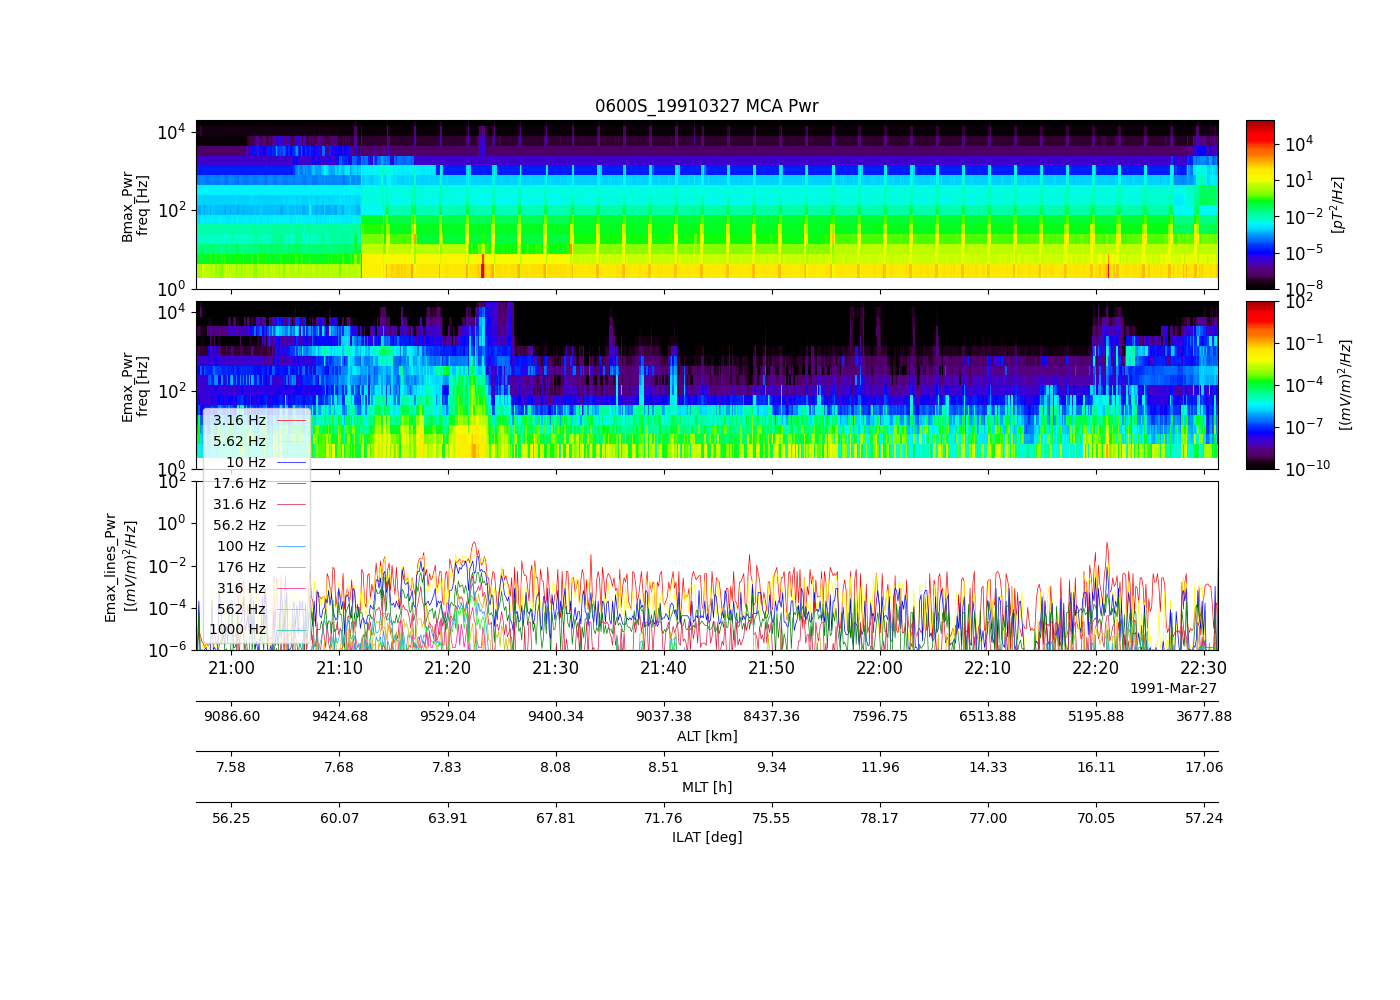 0600S_19910327 MCA Pwr
10^4
10^2
10^0
Bmax_Pwr
freq [Hz]
10^4
10^1
10^-2
10^-5
10^-8
[pT^2/Hz]
10^4
10^2
10^0
Emax_Pwr
freq [Hz]
10^2
10^-1
10^-4
10^-7
10^-10
[(mV/m)^2/Hz]
3.16 Hz
5.62 Hz
10 Hz
17.6 Hz
31.6 Hz
56.2 Hz
100 Hz
176 Hz
316 Hz
562 Hz
1000 Hz
10^2
10^0
10^-2
10^-4
10^-6
Emax_lines_Pwr
[(mV/m)^2/Hz]
21:00 21:10 21:20 21:30 21:40 21:50 22:00 22:10 22:20 22:30
1991-Mar-27
9086.60 9424.68 9529.04 9400.34 9037.38 8437.36 7596.75 6513.88 5195.88 3677.88
ALT [km]
7.58 7.68 7.83 8.08 8.51 9.34 11.96 14.33 16.11 17.06
MLT [h]
56.25 60.07 63.91 67.81 71.76 75.55 78.17 77.00 70.05 57.24
ILAT [deg]